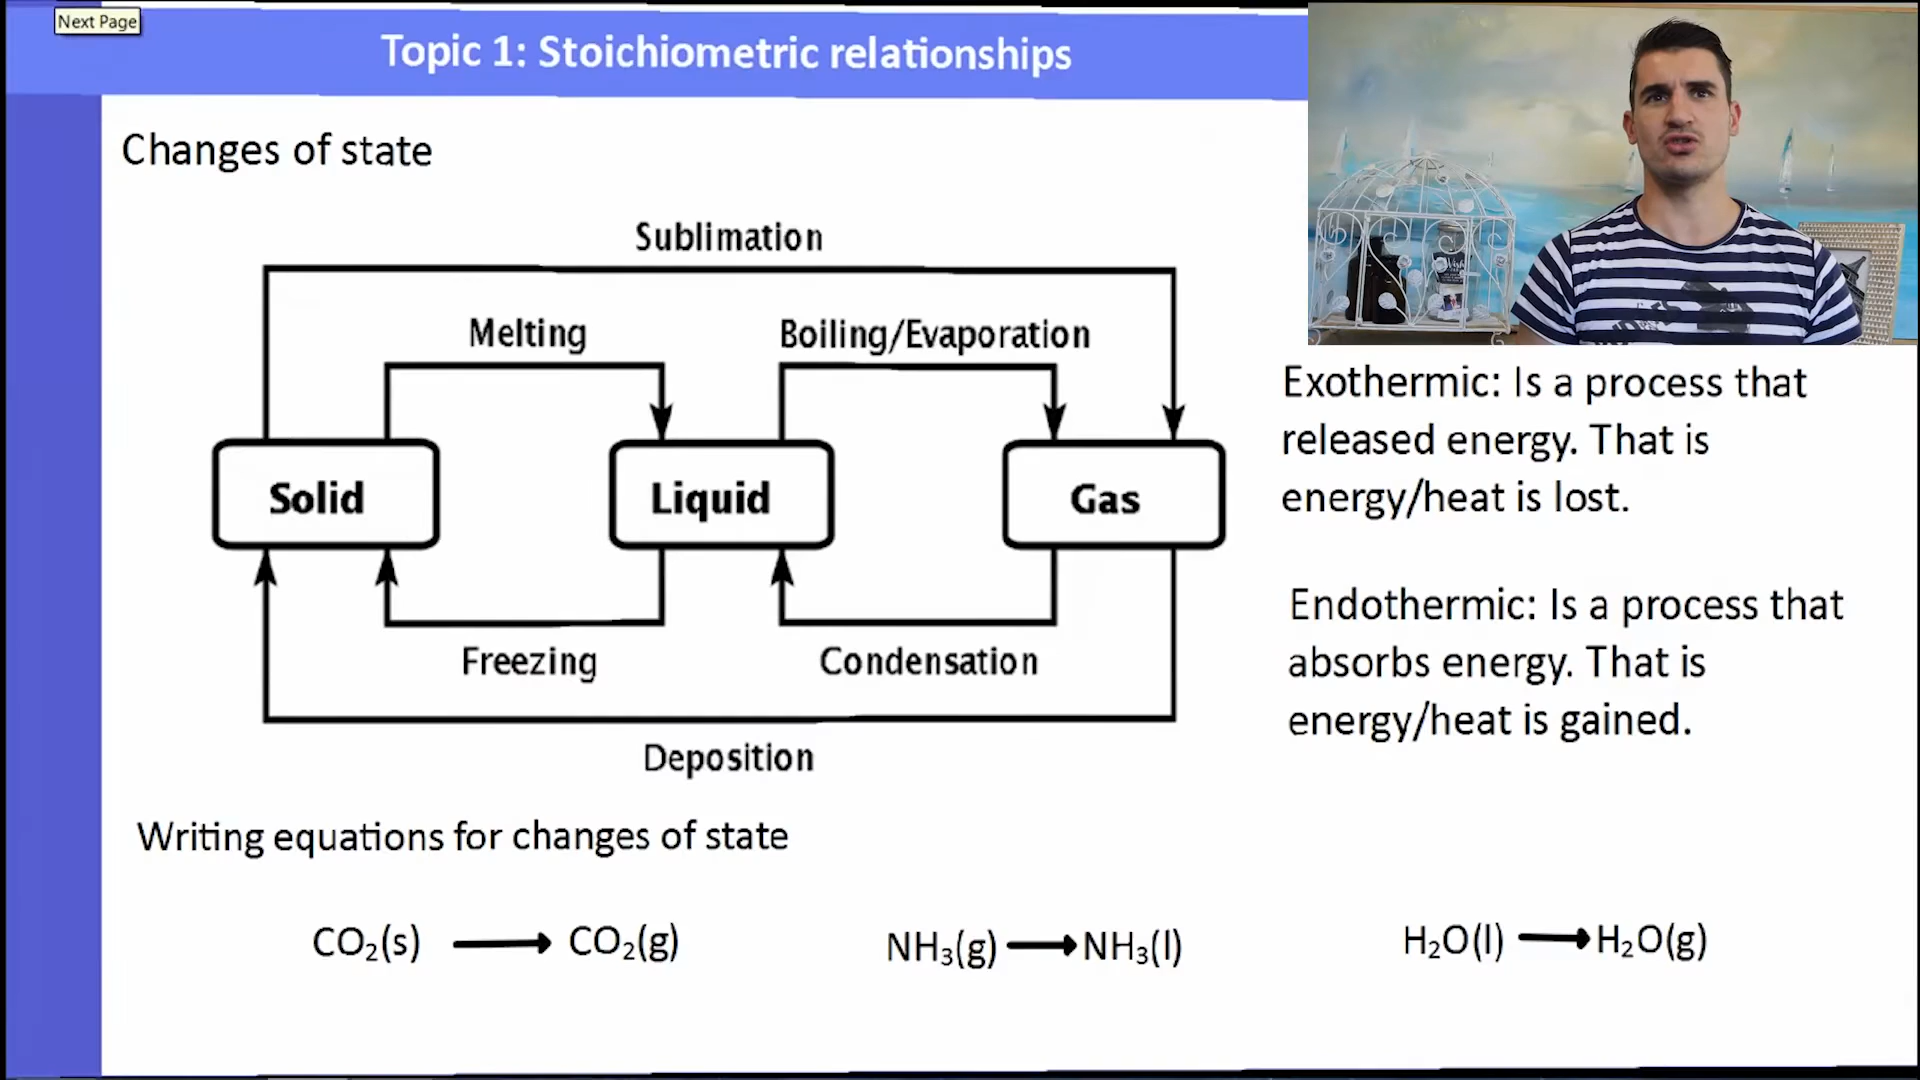 Next Page
Topic 1: Stoichiometric relationships
Changes of state
Sublimation
Melting
Boiling/Evaporation
Solid
Liquid
Gas
Freezing
Condensation
Deposition
Exothermic: Is a process that
released energy. That is
energy/heat is lost.
Endothermic: Is a process that
absorbs energy. That is
energy/heat is gained.
Writing equations for changes of state
CO₂(s) → CO₂(g)
NH₃(g) → NH₃(l)
H₂O(l) → H₂O(g)